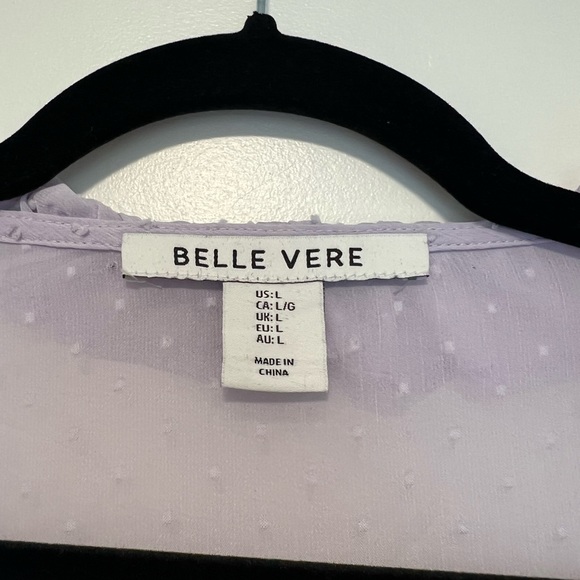 BELLE VERE
US: L
CA: L/G
UK: L
EU: L
AU: L
MADE IN
CHINA